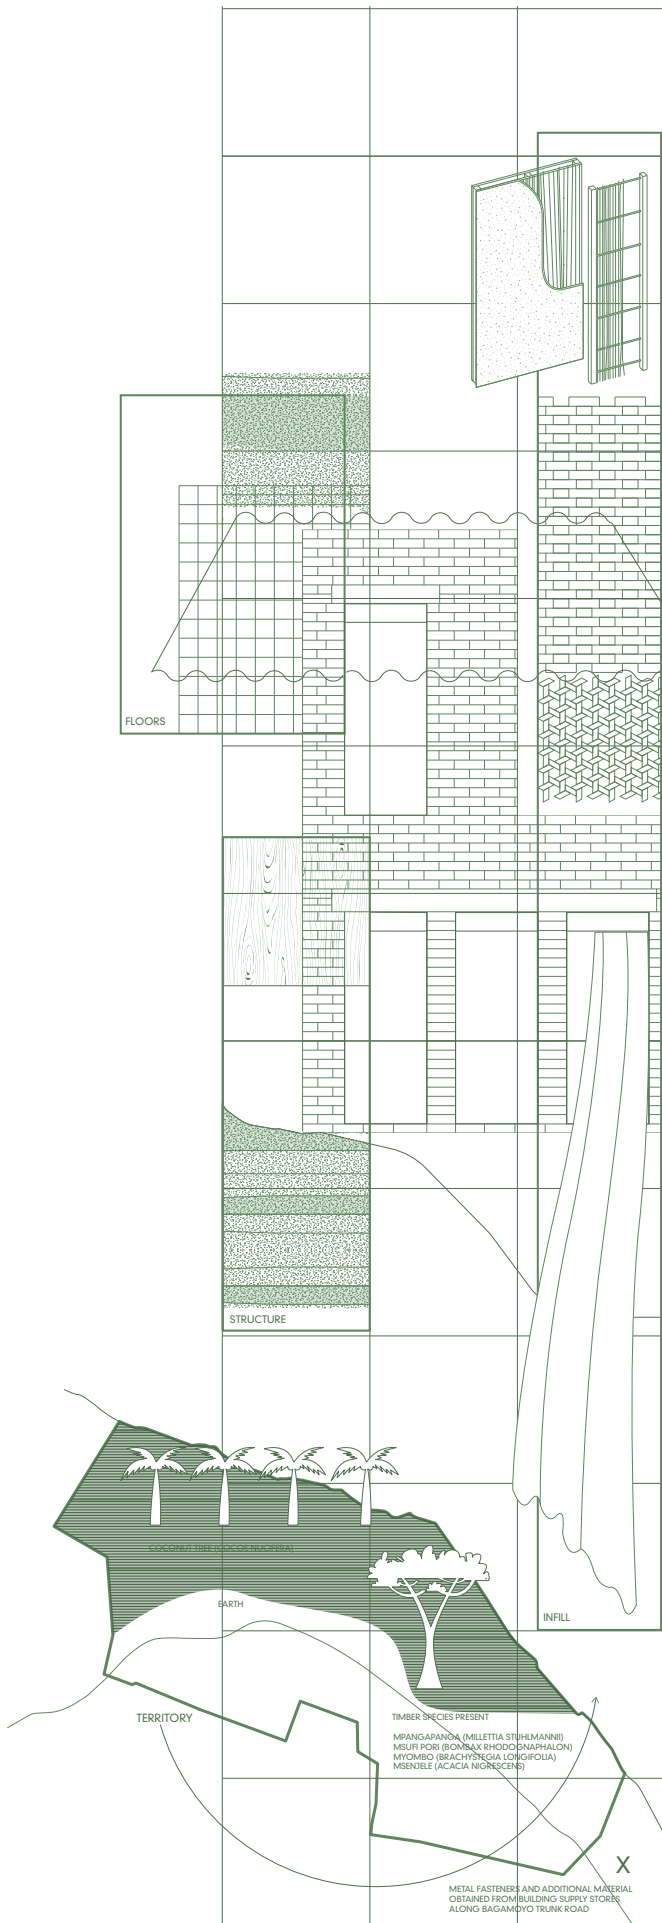 FLOORS
STRUCTURE
COCONUT TREE (COCOE NUCIFERA)
EARTH
INFILL
TERRITORY
TIMBER SPECIES PRESENT
MPANGAPANGA (MILLETTIA STUHLMANNII)
MSUFI PORI (BOMBAX RHODOGNAPHALON)
MYOMBO (BRACHYSTEGIA LONGIFOLIA)
MSENJELE (ACACIA NIGRESCENS)
X
METAL FASTENERS AND ADDITIONAL MATERIAL
OBTAINED FROM BUILDING SUPPLY STORES
ALONG BAGAMOYO TRUNK ROAD